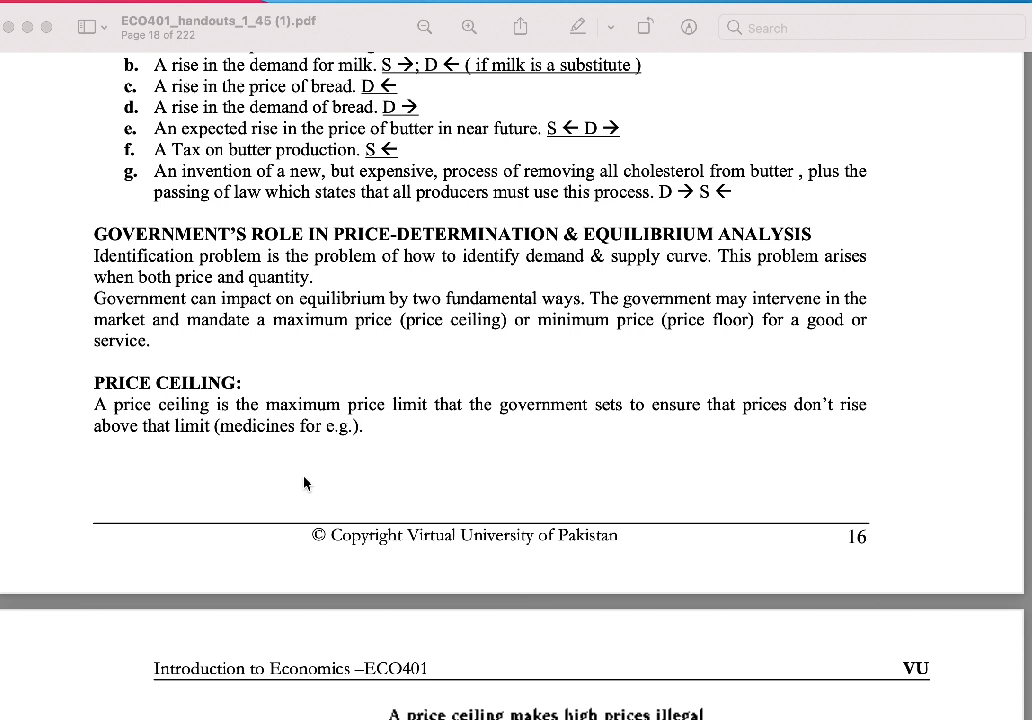 ECO401_handouts_1_45 (1).pdf
Page 18 of 222
Search
b. A rise in the demand for milk. S →; D ← ( if milk is a substitute )
c. A rise in the price of bread. D ←
d. A rise in the demand of bread. D →
e. An expected rise in the price of butter in near future. S ← D →
f. A Tax on butter production. S ←
g. An invention of a new, but expensive, process of removing all cholesterol from butter , plus the
passing of law which states that all producers must use this process. D → S ←
GOVERNMENT’S ROLE IN PRICE-DETERMINATION & EQUILIBRIUM ANALYSIS
Identification problem is the problem of how to identify demand & supply curve. This problem arises
when both price and quantity.
Government can impact on equilibrium by two fundamental ways. The government may intervene in the
market and mandate a maximum price (price ceiling) or minimum price (price floor) for a good or
service.
PRICE CEILING:
A price ceiling is the maximum price limit that the government sets to ensure that prices don’t rise
above that limit (medicines for e.g.).
© Copyright Virtual University of Pakistan 16
Introduction to Economics –ECO401 VU
A price ceiling makes high prices illegal